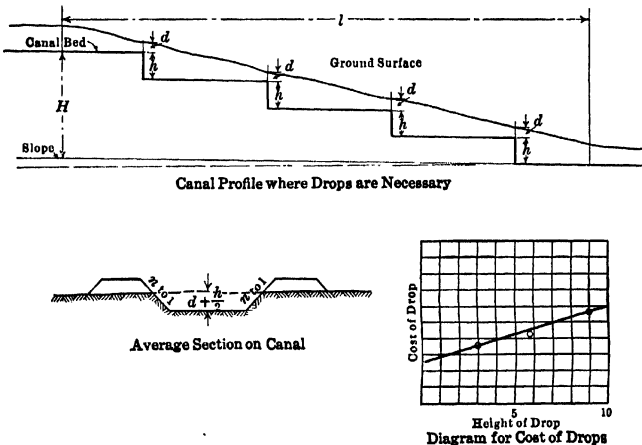 l
Canal Bed
d
h
Ground Surface
d
h
d
h
d
h
H
Slope
Canal Profile where Drops are Necessary
n to 1
d + h/2
n to 1
Average Section on Canal
Cost of Drop
5
10
Height of Drop
Diagram for Cost of Drops